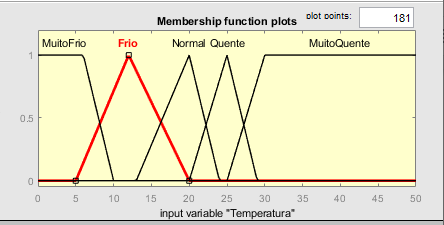 Membership function plots plot points: 181
MuitoFrio Frio Normal Quente MuitoQuente
1
0.5
0
0 5 10 15 20 25 30 35 40 45 50
input variable "Temperatura"